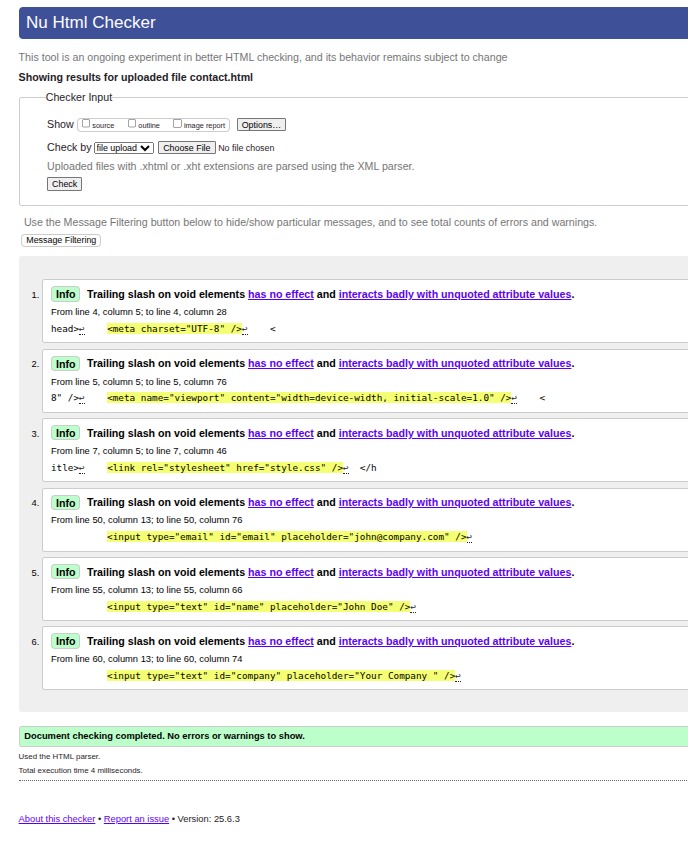 Nu Html Checker
This tool is an ongoing experiment in better HTML checking, and its behavior remains subject to change
Showing results for uploaded file contact.html
Checker Input
Show source outline image report Options...
Check by file upload Choose File No file chosen
Uploaded files with .xhtml or .xht extensions are parsed using the XML parser.
Check
Use the Message Filtering button below to hide/show particular messages, and to see total counts of errors and warnings.
Message Filtering
1. Info Trailing slash on void elements has no effect and interacts badly with unquoted attribute values.
From line 4, column 5; to line 4, column 28
head>↩ <meta charset="UTF-8" />↩ <
2. Info Trailing slash on void elements has no effect and interacts badly with unquoted attribute values.
From line 5, column 5; to line 5, column 76
8" />↩ <meta name="viewport" content="width=device-width, initial-scale=1.0" />↩ <
3. Info Trailing slash on void elements has no effect and interacts badly with unquoted attribute values.
From line 7, column 5; to line 7, column 46
itle>↩ <link rel="stylesheet" href="style.css" />↩ </h
4. Info Trailing slash on void elements has no effect and interacts badly with unquoted attribute values.
From line 50, column 13; to line 50, column 76
<input type="email" id="email" placeholder="john@company.com" />↩
5. Info Trailing slash on void elements has no effect and interacts badly with unquoted attribute values.
From line 55, column 13; to line 55, column 66
<input type="text" id="name" placeholder="John Doe" />↩
6. Info Trailing slash on void elements has no effect and interacts badly with unquoted attribute values.
From line 60, column 13; to line 60, column 74
<input type="text" id="company" placeholder="Your Company " />↩
Document checking completed. No errors or warnings to show.
Used the HTML parser.
Total execution time 4 milliseconds.
About this checker • Report an issue • Version: 25.6.3